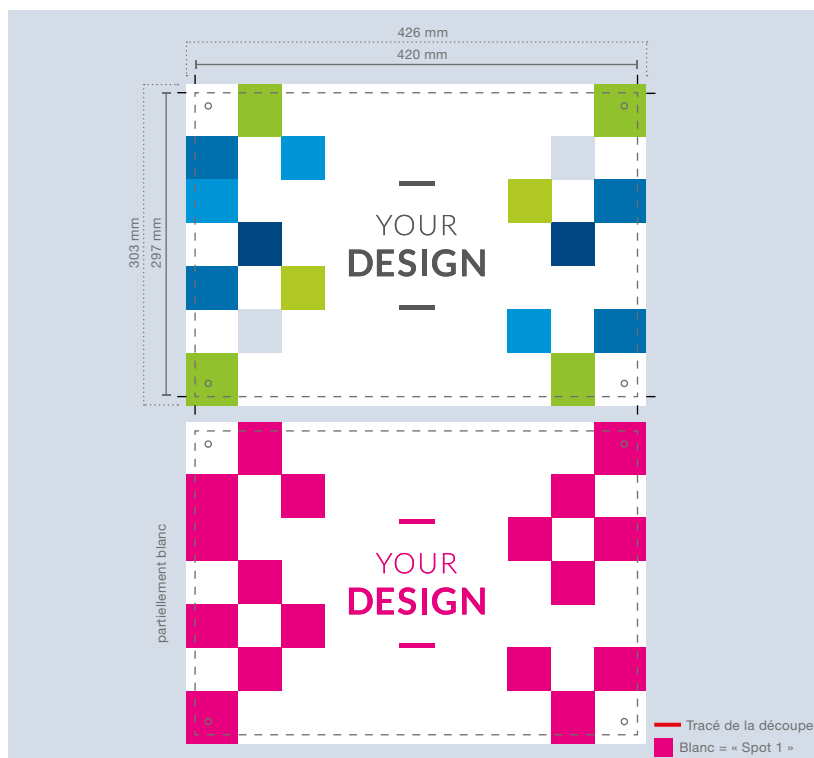 426 mm
420 mm
303 mm
297 mm
YOUR
DESIGN
partiellement blanc
YOUR
DESIGN
Tracé de la découpe
Blanc = « Spot 1 »